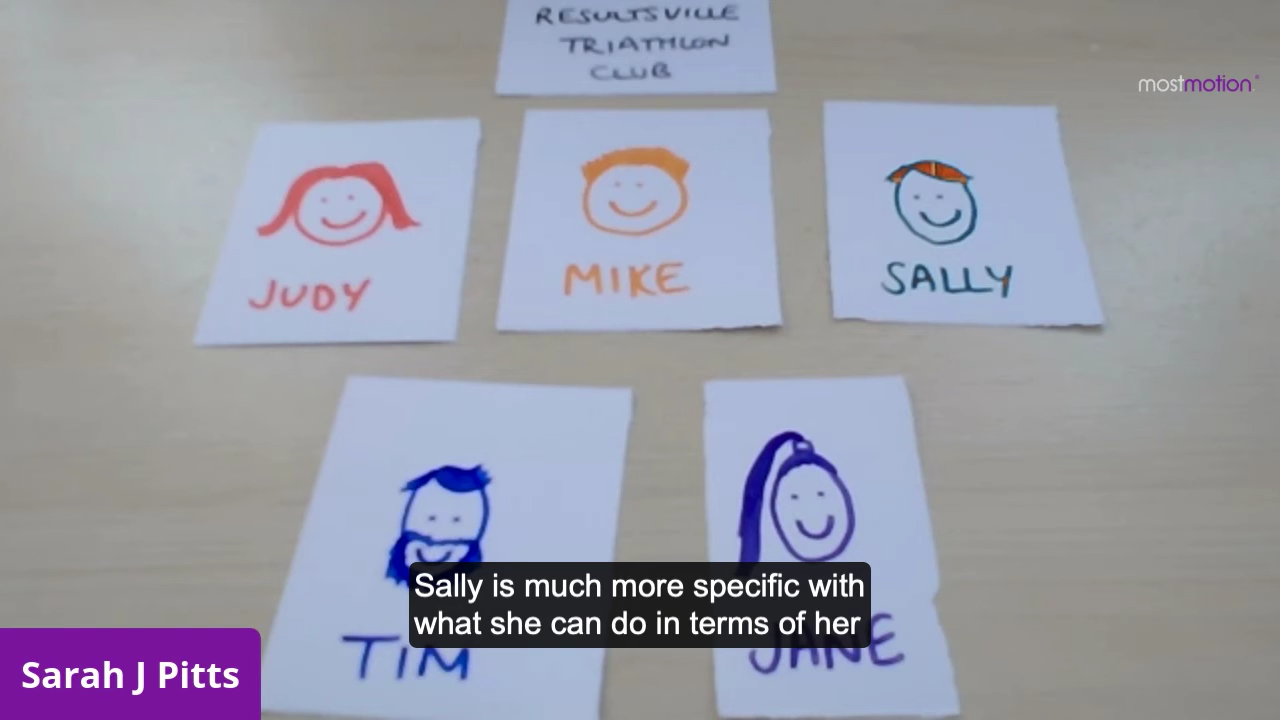 RESULTSVILLE
TRIATHLON
CLUB
mostmotion
JUDY
MIKE
SALLY
TIM
JANE
Sally is much more specific with
what she can do in terms of her
Sarah J Pitts